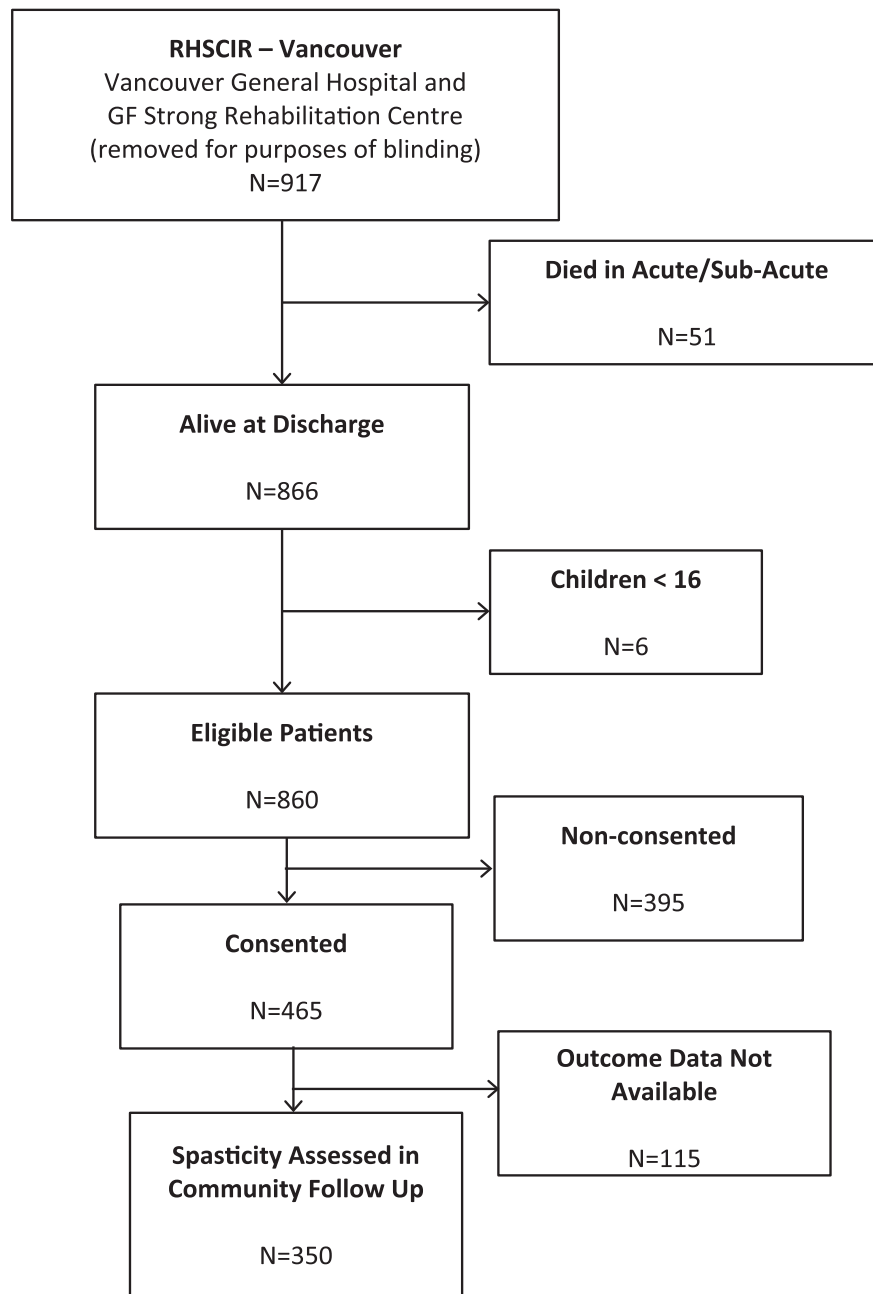 RHSCIR – Vancouver
Vancouver General Hospital and
GF Strong Rehabilitation Centre
(removed for purposes of blinding)
N=917
Died in Acute/Sub-Acute
N=51
Alive at Discharge
N=866
Children < 16
N=6
Eligible Patients
N=860
Non-consented
N=395
Consented
N=465
Outcome Data Not
Available
N=115
Spasticity Assessed in
Community Follow Up
N=350